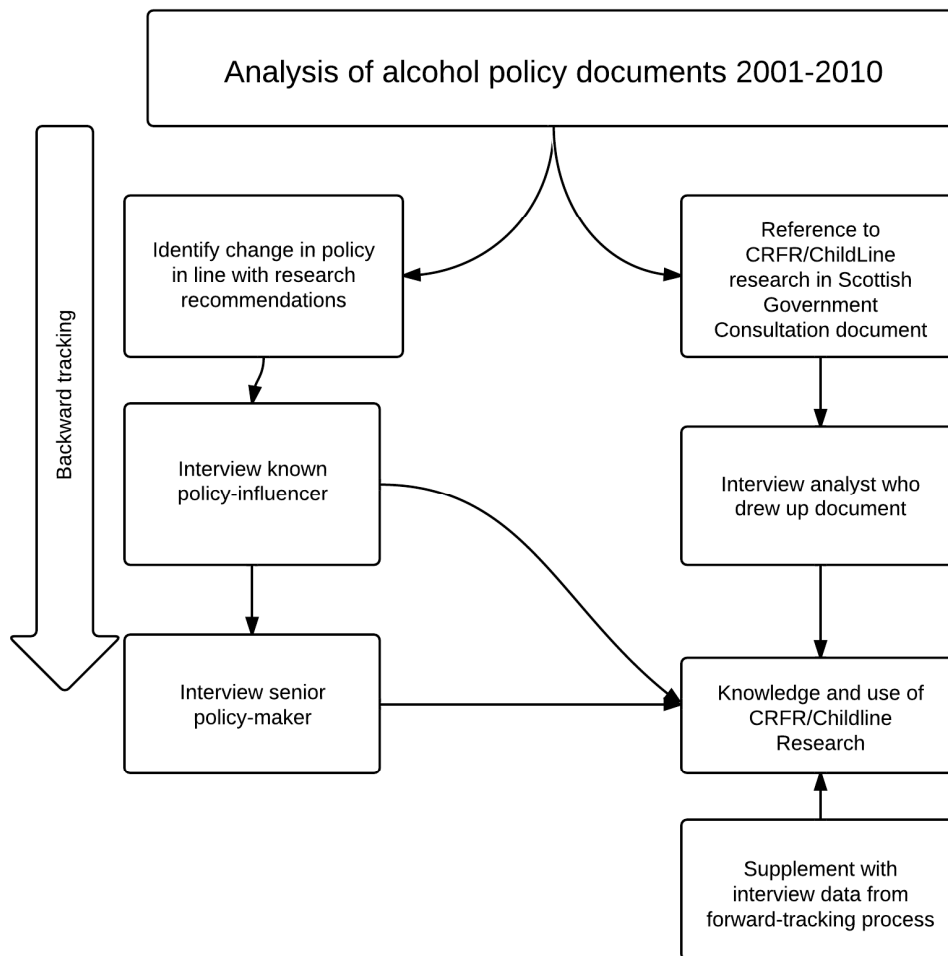 Analysis of alcohol policy documents 2001-2010
Backward tracking
Identify change in policy
in line with research
recommendations
Reference to
CRFR/ChildLine
research in Scottish
Government
Consultation document
Interview known
policy-influencer
Interview analyst who
drew up document
Interview senior
policy-maker
Knowledge and use of
CRFR/Childline
Research
Supplement with
interview data from
forward-tracking process